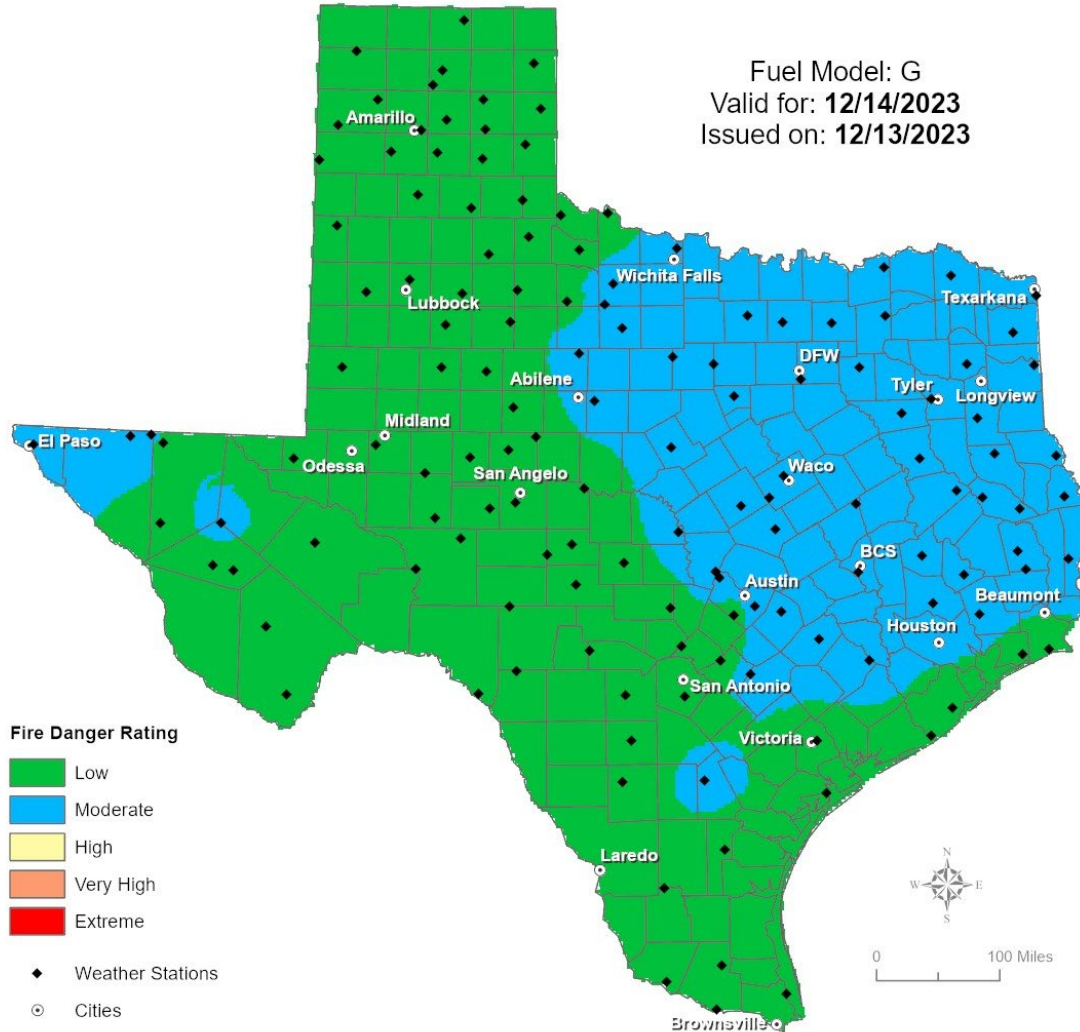 Fuel Model: G
Valid for: 12/14/2023
Issued on: 12/13/2023
Amarillo
Wichita Falls
Lubbock
Texarkana
DFW
Abilene
Tyler
Longview
Midland
El Paso
Odessa
San Angelo
Waco
BCS
Austin
Beaumont
Houston
San Antonio
Victoria
Laredo
Brownsville
Fire Danger Rating
Low
Moderate
High
Very High
Extreme
Weather Stations
Cities
N
W E
S
0 100 Miles